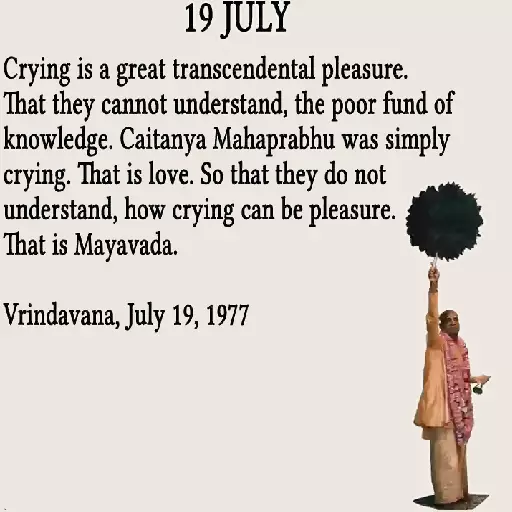 19 JULY
Crying is a great transcendental pleasure.
That they cannot understand, the poor fund of
knowledge. Caitanya Mahaprabhu was simply
crying. That is love. So that they do not
understand, how crying can be pleasure.
That is Mayavada.
Vrindavana, July 19, 1977